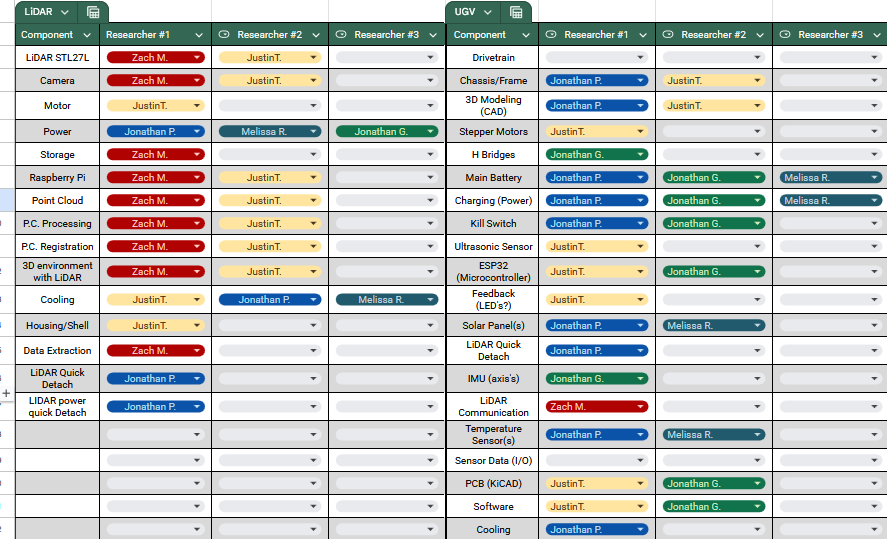 LiDAR UGV
Component Researcher #1 Researcher #2 Researcher #3 Component Researcher #1 Researcher #2 Researcher #3
LiDAR STL27L Zach M. JustinT. Drivetrain
Camera Zach M. JustinT. Chassis/Frame Jonathan P. JustinT.
Motor JustinT. 3D Modeling
(CAD) Jonathan P. JustinT.
Power Jonathan P. Melissa R. Jonathan G. Stepper Motors JustinT.
Storage Zach M. H Bridges Jonathan G.
Raspberry Pi Zach M. JustinT. Main Battery Jonathan P. Jonathan G. Melissa R.
Point Cloud Zach M. JustinT. Charging (Power) Jonathan P. Jonathan G. Melissa R.
P.C. Processing Zach M. JustinT. Kill Switch Jonathan P. Jonathan G.
P.C. Registration Zach M. JustinT. Ultrasonic Sensor JustinT.
3D environment
with LiDAR Zach M. JustinT. ESP32
(Microcontroller) JustinT. Jonathan G.
Cooling JustinT. Jonathan P. Melissa R. Feedback
(LED's?) JustinT.
Housing/Shell JustinT. Solar Panel(s) Jonathan P. Melissa R.
Data Extraction Zach M. LiDAR Quick
Detach Jonathan P.
LiDAR Quick
Detach Jonathan P. IMU (axis's) Jonathan G.
LIDAR power
quick Detach Jonathan P. LiDAR
Communication Zach M.
Temperature
Sensor(s) Jonathan P. Melissa R.
Sensor Data (I/O)
PCB (KiCAD) JustinT. Jonathan G.
Software JustinT. Jonathan G.
Cooling Jonathan P.